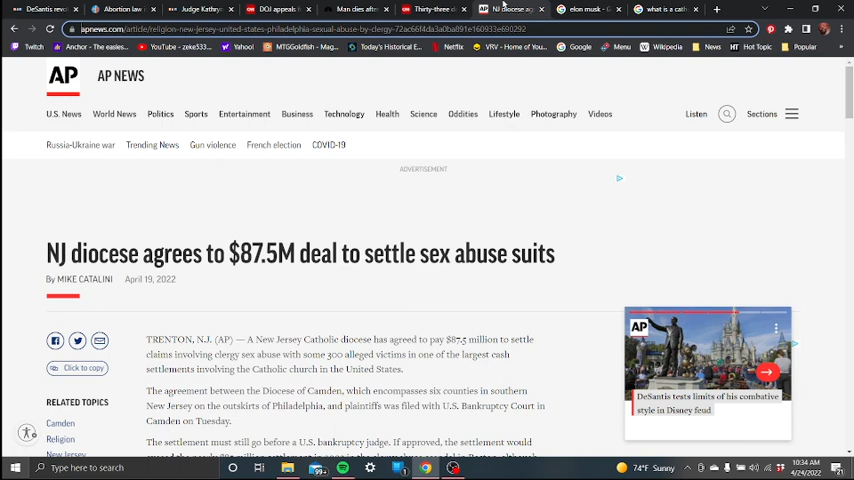 DeSantis revo
Abortion law
Judge Kathryn
DOJ appeals f
Man dies after
Thirty-three d
NJ diocese ag
elon musk - G
what is a cath
apnews.com/article/religion-new-jersey-united-states-philadelphia-sexual-abuse-by-clergy-72ac66f4da3a0ba891e160933e690292
Twitch
Anchor - The easies...
YouTube - zeke533...
Yahoo!
MTGGoldfish - Mag...
Today's Historical E...
Netflix
VRV - Home of You...
Google
Menu
Wikipedia
News
Hot Topic
Popular
AP
AP NEWS
U.S. News World News Politics Sports Entertainment Business Technology Health Science Oddities Lifestyle Photography Videos
Listen
Sections
Russia-Ukraine war Trending News Gun violence French election COVID-19
ADVERTISEMENT
NJ diocese agrees to $87.5M deal to settle sex abuse suits
By MIKE CATALINI April 19, 2022
Click to copy
RELATED TOPICS
Camden
Religion
New Jersey
TRENTON, N.J. (AP) — A New Jersey Catholic diocese has agreed to pay $87.5 million to settle
claims involving clergy sex abuse with some 300 alleged victims in one of the largest cash
settlements involving the Catholic church in the United States.
The agreement between the Diocese of Camden, which encompasses six counties in southern
New Jersey on the outskirts of Philadelphia, and plaintiffs was filed with U.S. Bankruptcy Court in
Camden on Tuesday.
The settlement must still go before a U.S. bankruptcy judge. If approved, the settlement would
AP
DeSantis tests limits of his combative
style in Disney feud
Type here to search
99+
74°F Sunny
10:34 AM
4/24/2022
21